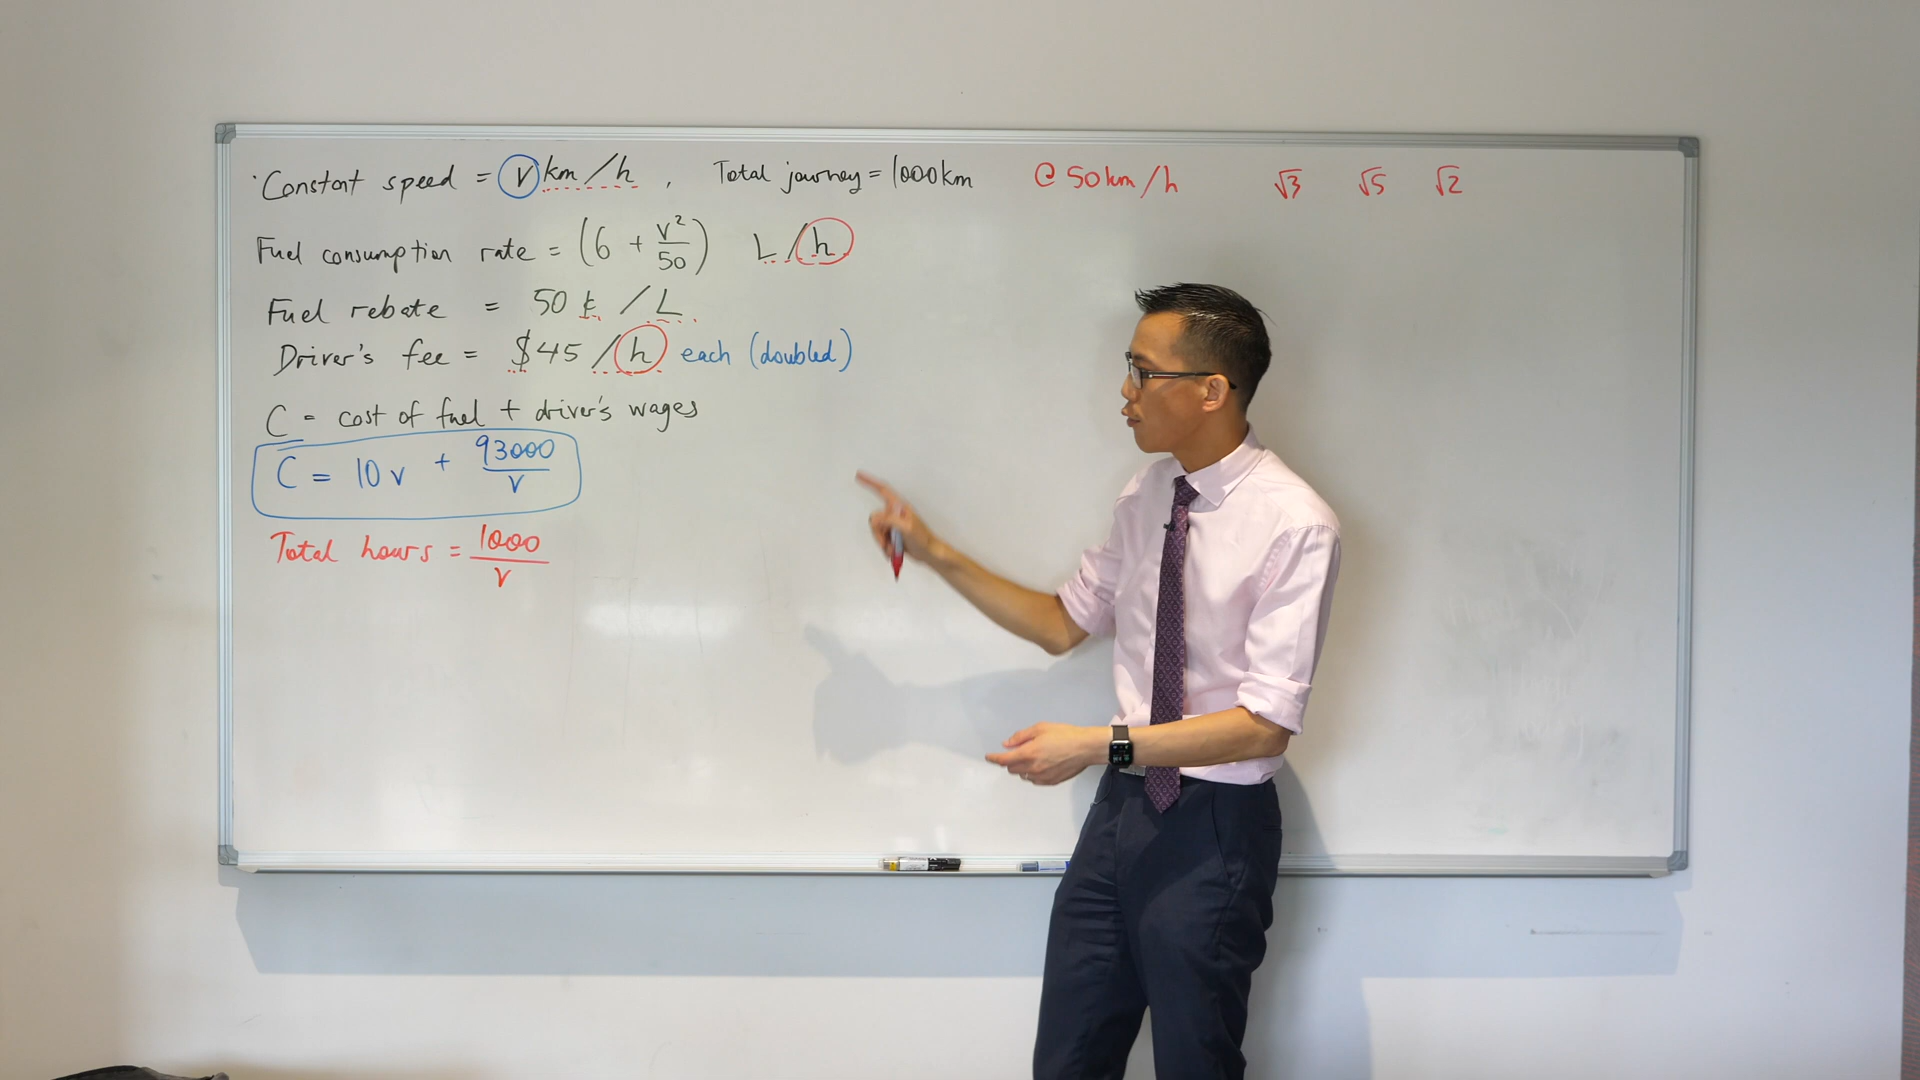 Constant speed = v km/h , Total journey = 1000km @ 50km/h √3 √5 √2
Fuel consumption rate = (6 + v²/50) L/h
Fuel rebate = 50 ¢ / L
Driver's fee = $45 /h each (doubled)
C = cost of fuel + driver's wages
C = 10v + 93000/v
Total hours = 1000/v